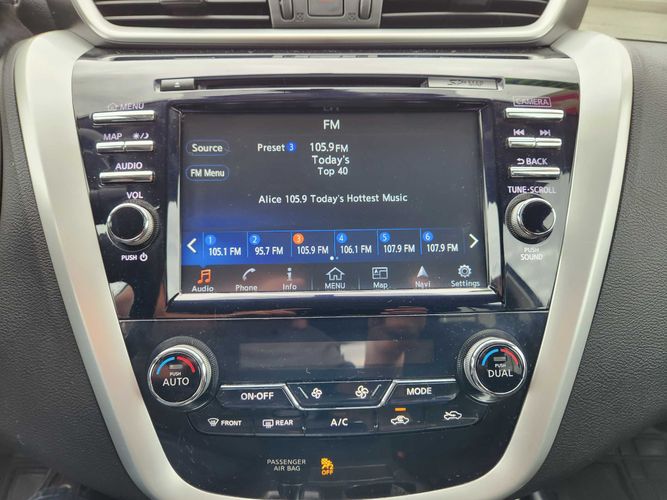 SD MAP
MENU
MAP
AUDIO
VOL
PUSH
FM
Source
Preset 3 105.9 FM
Today's
Top 40
FM Menu
Alice 105.9 Today's Hottest Music
1 2 3 4 5 6
105.1 FM 95.7 FM 105.9 FM 106.1 FM 107.9 FM 107.9 FM
Audio Phone Info MENU Map Navi Settings
CAMERA
BACK
TUNE·SCROLL
PUSH
SOUND
PUSH
AUTO
ON·OFF
MODE
PUSH
DUAL
FRONT REAR A/C
PASSENGER
AIR BAG
OFF